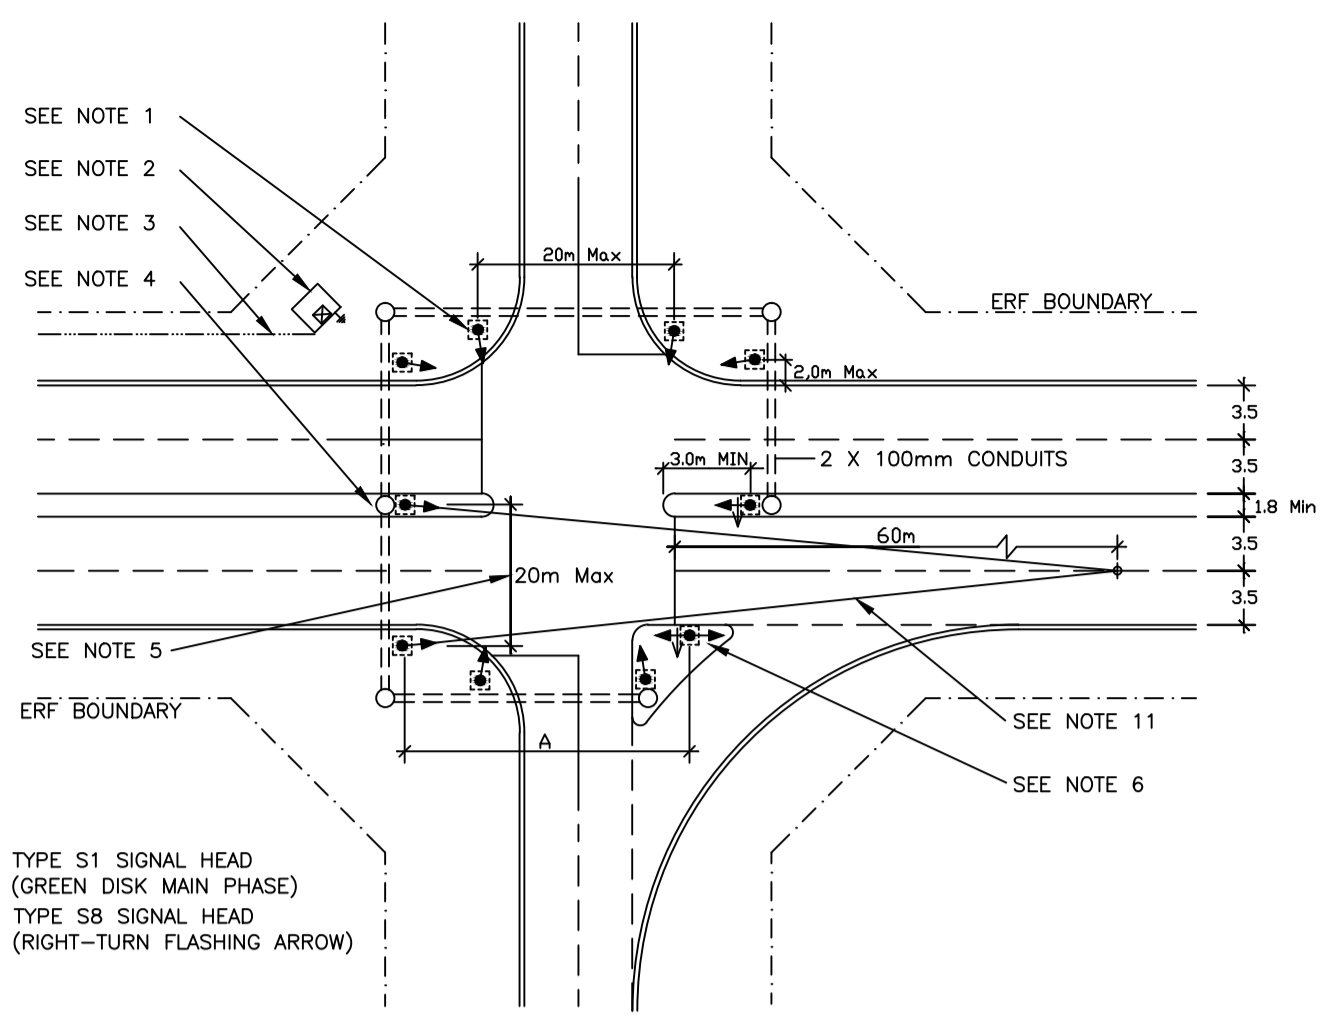 SEE NOTE 1
SEE NOTE 2
SEE NOTE 3
SEE NOTE 4
20m Max
ERF BOUNDARY
2,0m Max
3.5
3.0m MIN
2 X 100mm CONDUITS
3.5
1.8 Min
60m
3.5
20m Max
3.5
SEE NOTE 5
ERF BOUNDARY
SEE NOTE 11
A
SEE NOTE 6
TYPE S1 SIGNAL HEAD
(GREEN DISK MAIN PHASE)
TYPE S8 SIGNAL HEAD
(RIGHT-TURN FLASHING ARROW)